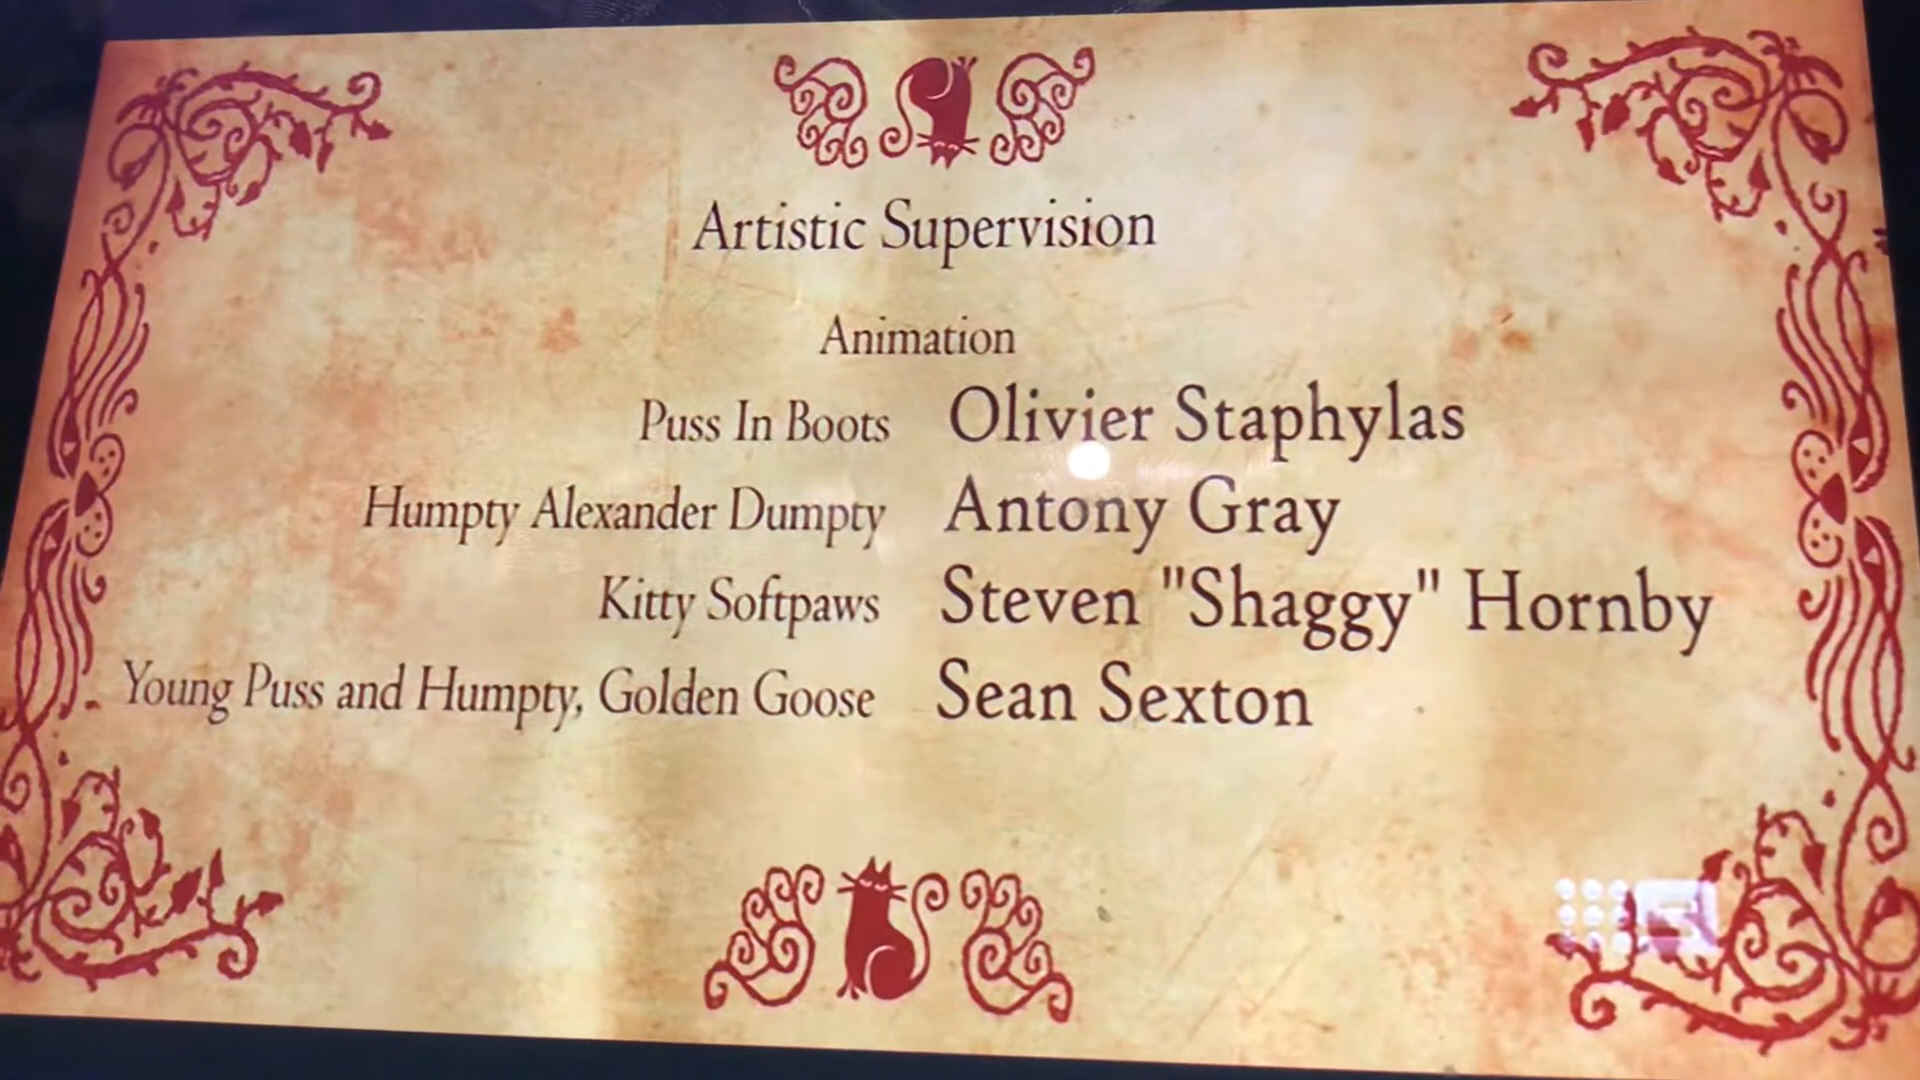 Artistic Supervision
Animation
Puss In Boots Olivier Staphylas
Humpty Alexander Dumpty Antony Gray
Kitty Softpaws Steven "Shaggy" Hornby
Young Puss and Humpty, Golden Goose Sean Sexton